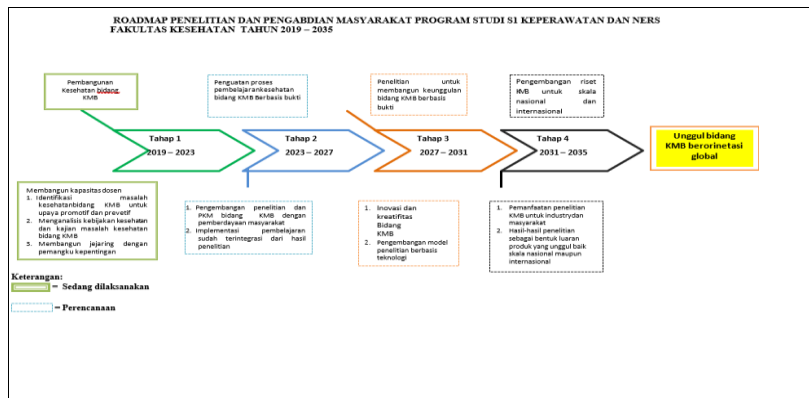 ROADMAP PENELITIAN DAN PENGABDIAN MASYARAKAT PROGRAM STUDI S1 KEPERAWATAN DAN NERS
FAKULTAS KESEHATAN TAHUN 2019 – 2035
Pembangunan
Kesehatan bidang
KMB
Penguatan proses
pembelajarankesehatan
bidang KMB Berbasis bukti
Penelitian untuk
membangun keunggulan
bidang KMB berbasis
bukti
Pengembangan riset
KMB untuk skala
nasional dan
internasional
Tahap 1
2019 – 2023
Tahap 2
2023 – 2027
Tahap 3
2027 – 2031
Tahap 4
2031 – 2035
Unggul bidang
KMB berorinetasi
global
Membangun kapasitas dosen
1. Identifikasi masalah
kesehatanbidang KMB untuk
upaya promotif dan prevetif
2. Menganalisis kebijakan kesehatan
dan kajian masalah kesehatan
bidang KMB
3. Membangun jejaring dengan
pemangku kepentingan
1. Pengembangan penelitian dan
PKM bidang KMB dengan
pemberdayaan masyarakat
2. Implementasi pembelajaran
sudah terintegrasi dari hasil
penelitian
1. Inovasi dan
kreatifitas
Bidang
KMB
2. Pengembangan model
penelitian berbasis
teknologi
1. Pemanfaatan penelitian
KMB untuk industrydan
masyarakat
2. Hasil-hasil penelitian
sebagai bentuk luaran
produk yang unggul baik
skala nasional maupun
internasional
Keterangan:
= Sedang dilaksanakan
= Perencanaan